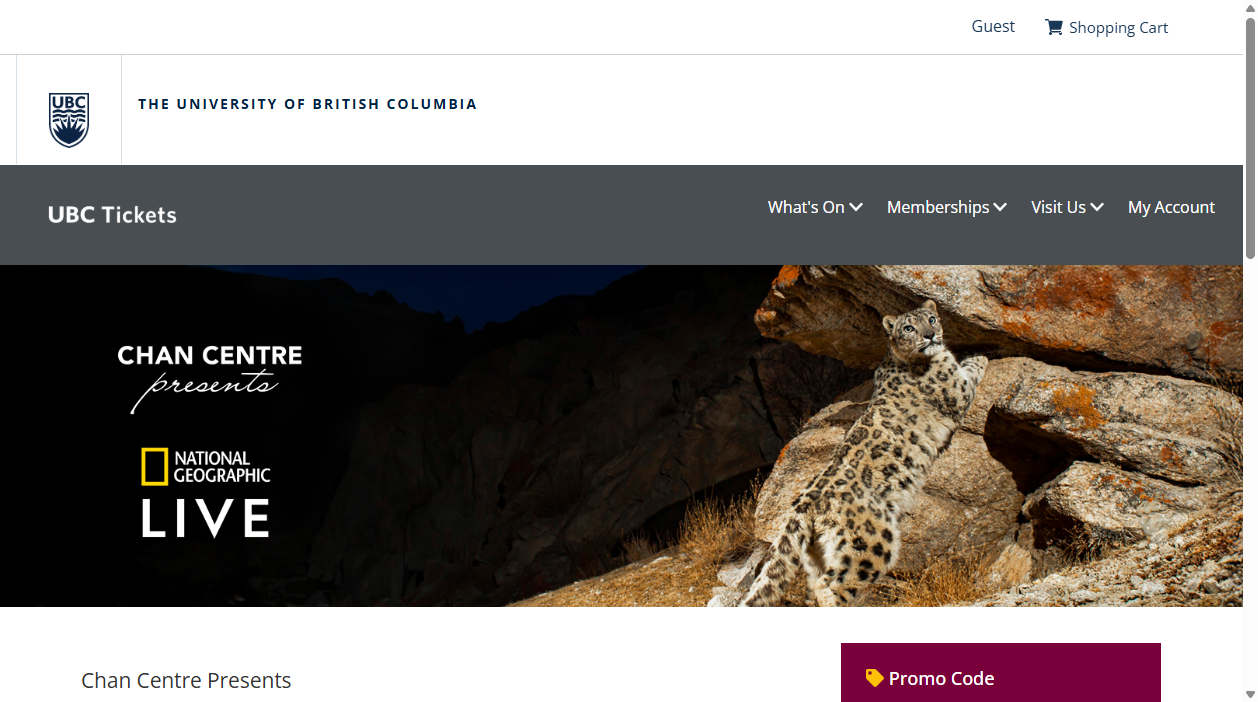 Guest
Shopping Cart
UBC
THE UNIVERSITY OF BRITISH COLUMBIA
UBC Tickets
What's On
Memberships
Visit Us
My Account
CHAN CENTRE
presents
NATIONAL
GEOGRAPHIC
LIVE
Chan Centre Presents
Promo Code